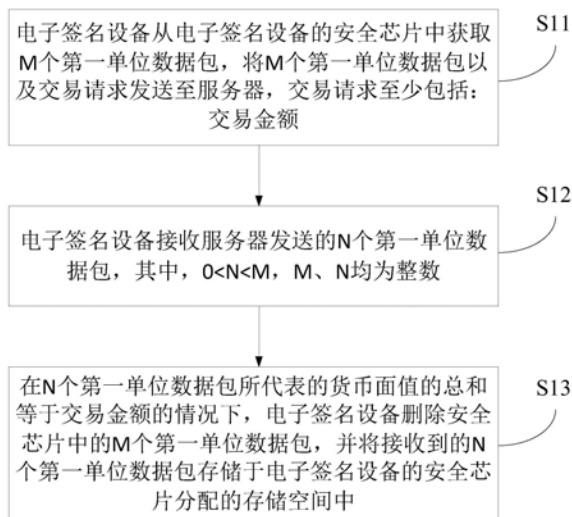 电子签名设备从电子签名设备的安全芯片中获取
M个第一单位数据包，将M个第一单位数据包以
及交易请求发送至服务器，交易请求至少包括：
交易金额
S11
电子签名设备接收服务器发送的N个第一单位数
据包，其中，0<N<M，M、N均为整数
S12
在N个第一单位数据包所代表的货币面值的总和
等于交易金额的情况下，电子签名设备删除安全
芯片中的M个第一单位数据包，并将接收到的N
个第一单位数据包存储于电子签名设备的安全芯
片分配的存储空间中
S13